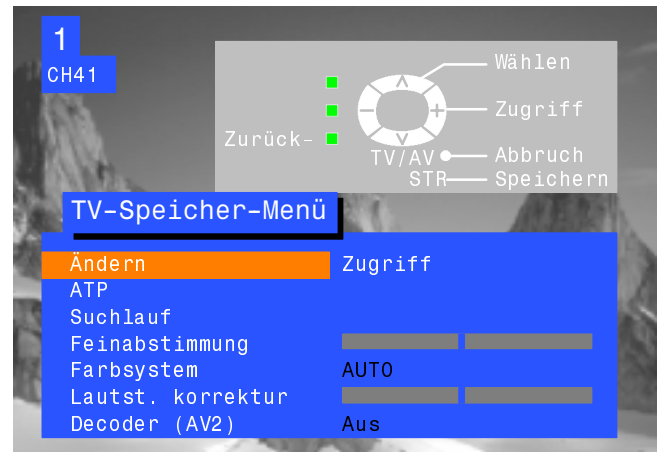 1
CH41
Wählen
Zugriff
Zurück-
TV/AV Abbruch
STR Speichern
TV-Speicher-Menü
Ändern Zugriff
ATP
Suchlauf
Feinabstimmung
Farbsystem AUTO
Lautst. korrektur
Decoder (AV2) Aus